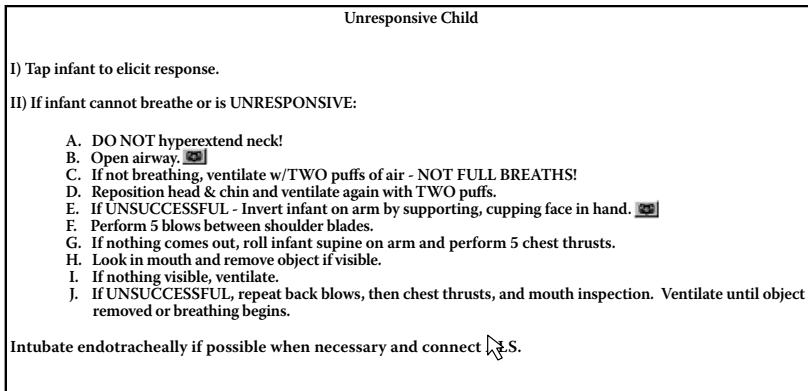 Unresponsive Child
I) Tap infant to elicit response.
II) If infant cannot breathe or is UNRESPONSIVE:
A. DO NOT hyperextend neck!
B. Open airway.
C. If not breathing, ventilate w/TWO puffs of air - NOT FULL BREATHS!
D. Reposition head & chin and ventilate again with TWO puffs.
E. If UNSUCCESSFUL - Invert infant on arm by supporting, cupping face in hand.
F. Perform 5 blows between shoulder blades.
G. If nothing comes out, roll infant supine on arm and perform 5 chest thrusts.
H. Look in mouth and remove object if visible.
I. If nothing visible, ventilate.
J. If UNSUCCESSFUL, repeat back blows, then chest thrusts, and mouth inspection. Ventilate until object
removed or breathing begins.
Intubate endotracheally if possible when necessary and connect